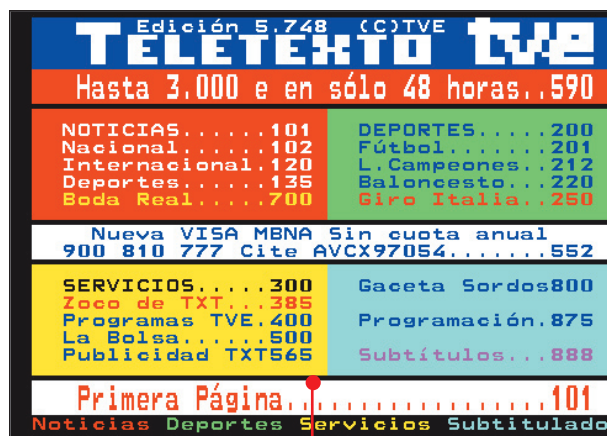 Edición 5.748 (C)TVE
TELETEXTO tve
Hasta 3.000 e en sólo 48 horas..590
NOTICIAS......101
Nacional......102
Internacional.120
Deportes......135
Boda Real.....700
DEPORTES.....200
Fútbol.......201
L.Campeones..212
Baloncesto...220
Giro Italia..250
Nueva VISA MBNA Sin cuota anual
900 810 777 Cite AVCX97054.......552
SERVICIOS.....300
Zoco de TXT...385
Programas TVE.400
La Bolsa......500
Publicidad TXT565
Gaceta Sordos800
Programación.875
Subtítulos...888
Primera Página...................101
Noticias Deportes Servicios Subtitulado